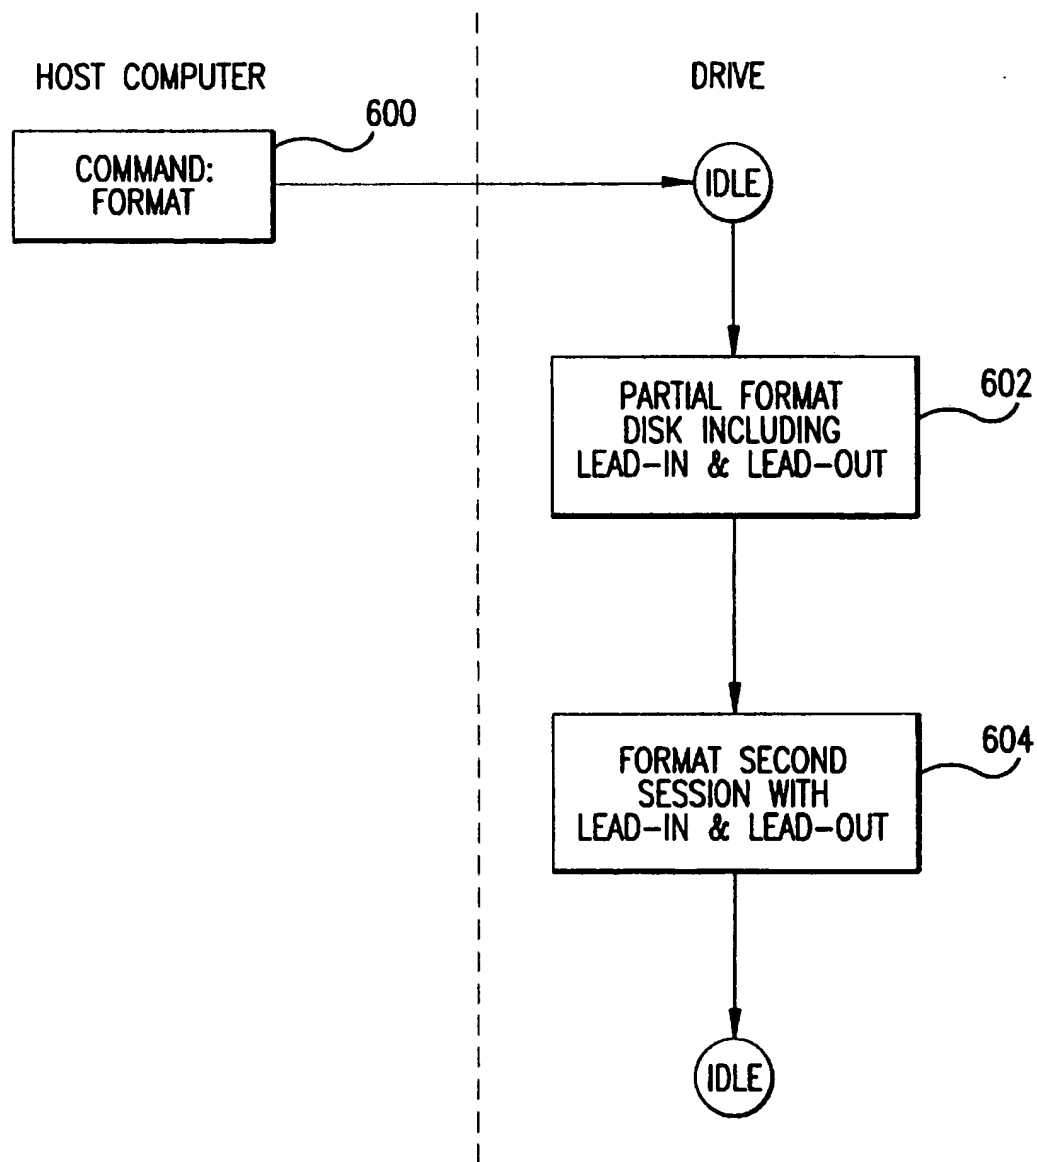 HOST COMPUTER
DRIVE
600
COMMAND:
FORMAT
IDLE
602
PARTIAL FORMAT
DISK INCLUDING
LEAD-IN & LEAD-OUT
604
FORMAT SECOND
SESSION WITH
LEAD-IN & LEAD-OUT
IDLE